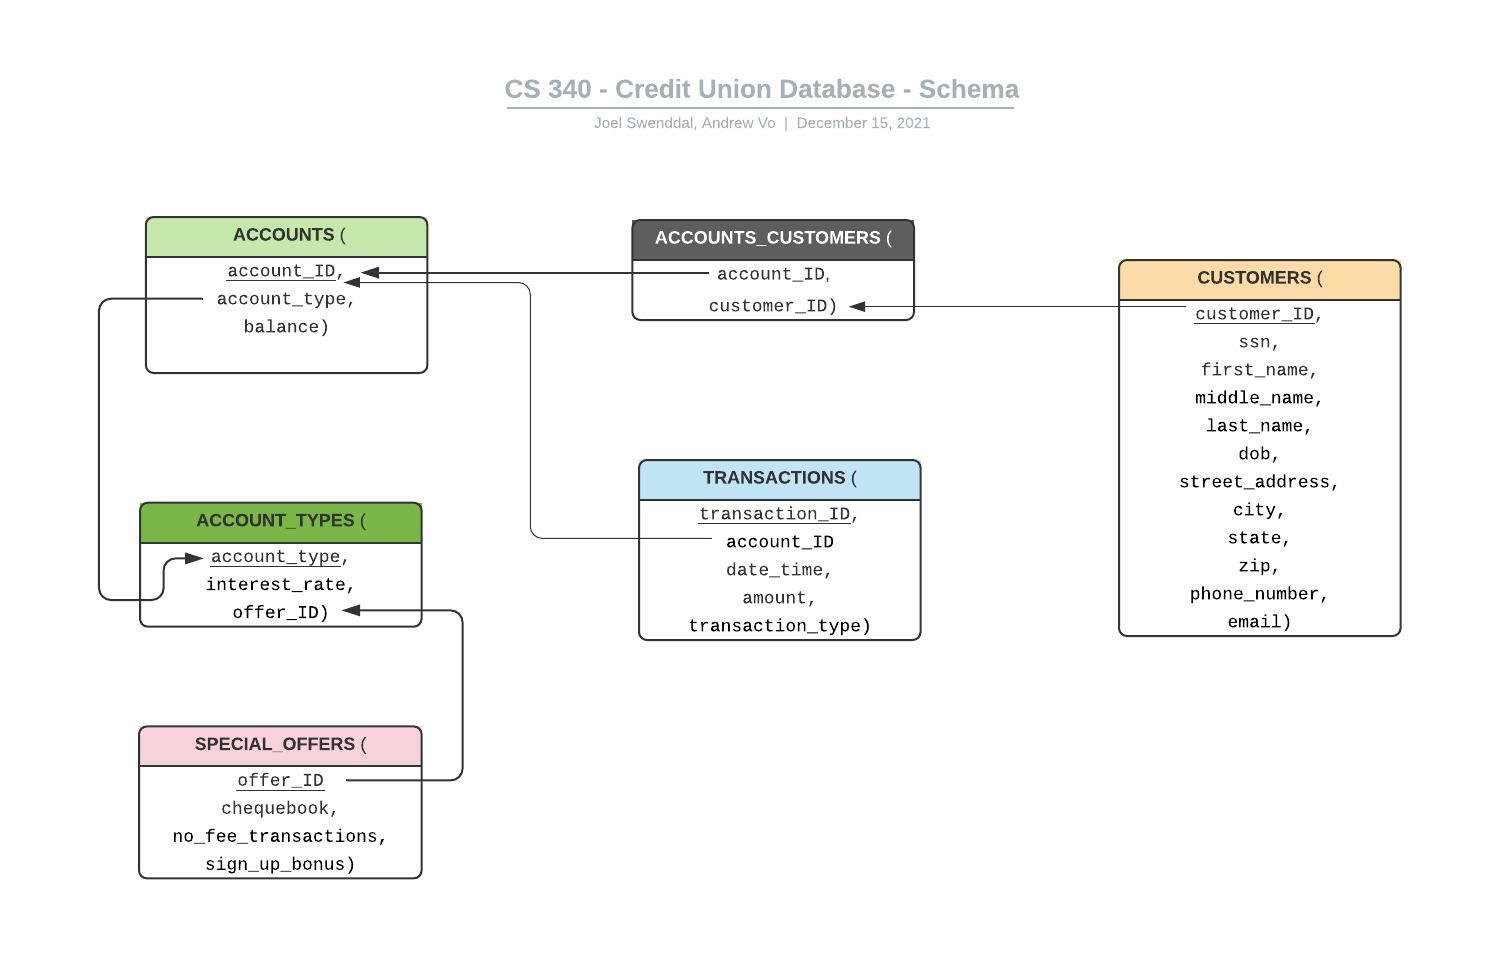 CS 340 - Credit Union Database - Schema
Joel Swenddal, Andrew Vo | December 15, 2021
ACCOUNTS (
account_ID,
account_type,
balance)
ACCOUNTS_CUSTOMERS (
account_ID,
customer_ID)
CUSTOMERS (
customer_ID,
ssn,
first_name,
middle_name,
last_name,
dob,
street_address,
city,
state,
zip,
phone_number,
email)
TRANSACTIONS (
transaction_ID,
account_ID
date_time,
amount,
transaction_type)
ACCOUNT_TYPES (
account_type,
interest_rate,
offer_ID)
SPECIAL_OFFERS (
offer_ID
chequebook,
no_fee_transactions,
sign_up_bonus)